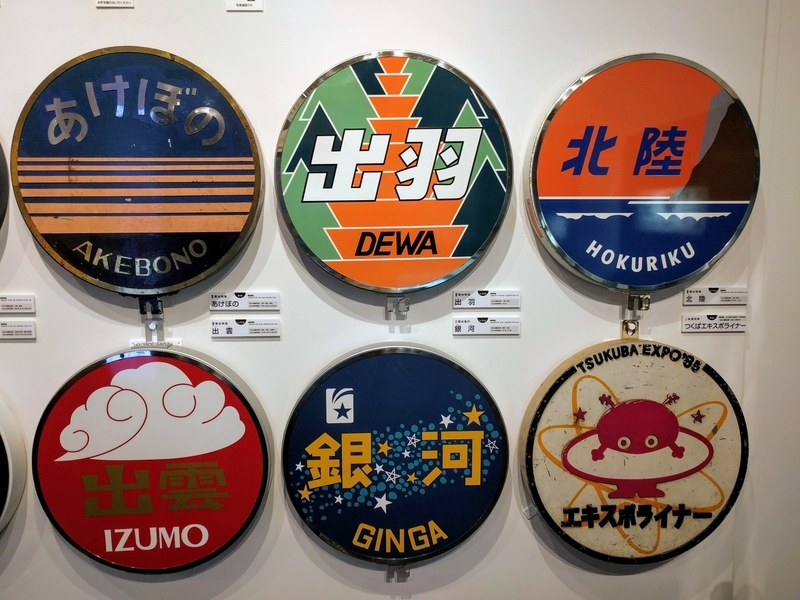 あけぼの
AKEBONO
出羽
DEWA
北陸
HOKURIKU
あけぼの
出雲
出羽
銀河
北陸
つくばエキスポライナー
出雲
IZUMO
銀河
GINGA
TSUKUBA EXPO'85
エキスポライナー